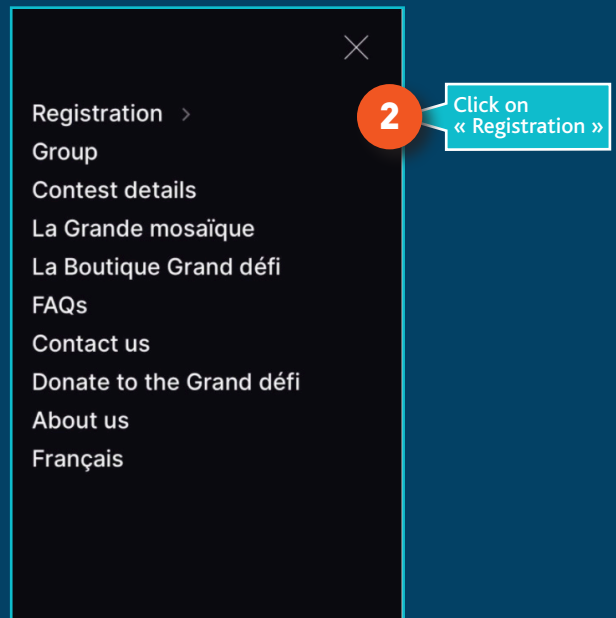 Registration >
2
Click on
« Registration »
Group
Contest details
La Grande mosaïque
La Boutique Grand défi
FAQs
Contact us
Donate to the Grand défi
About us
Français